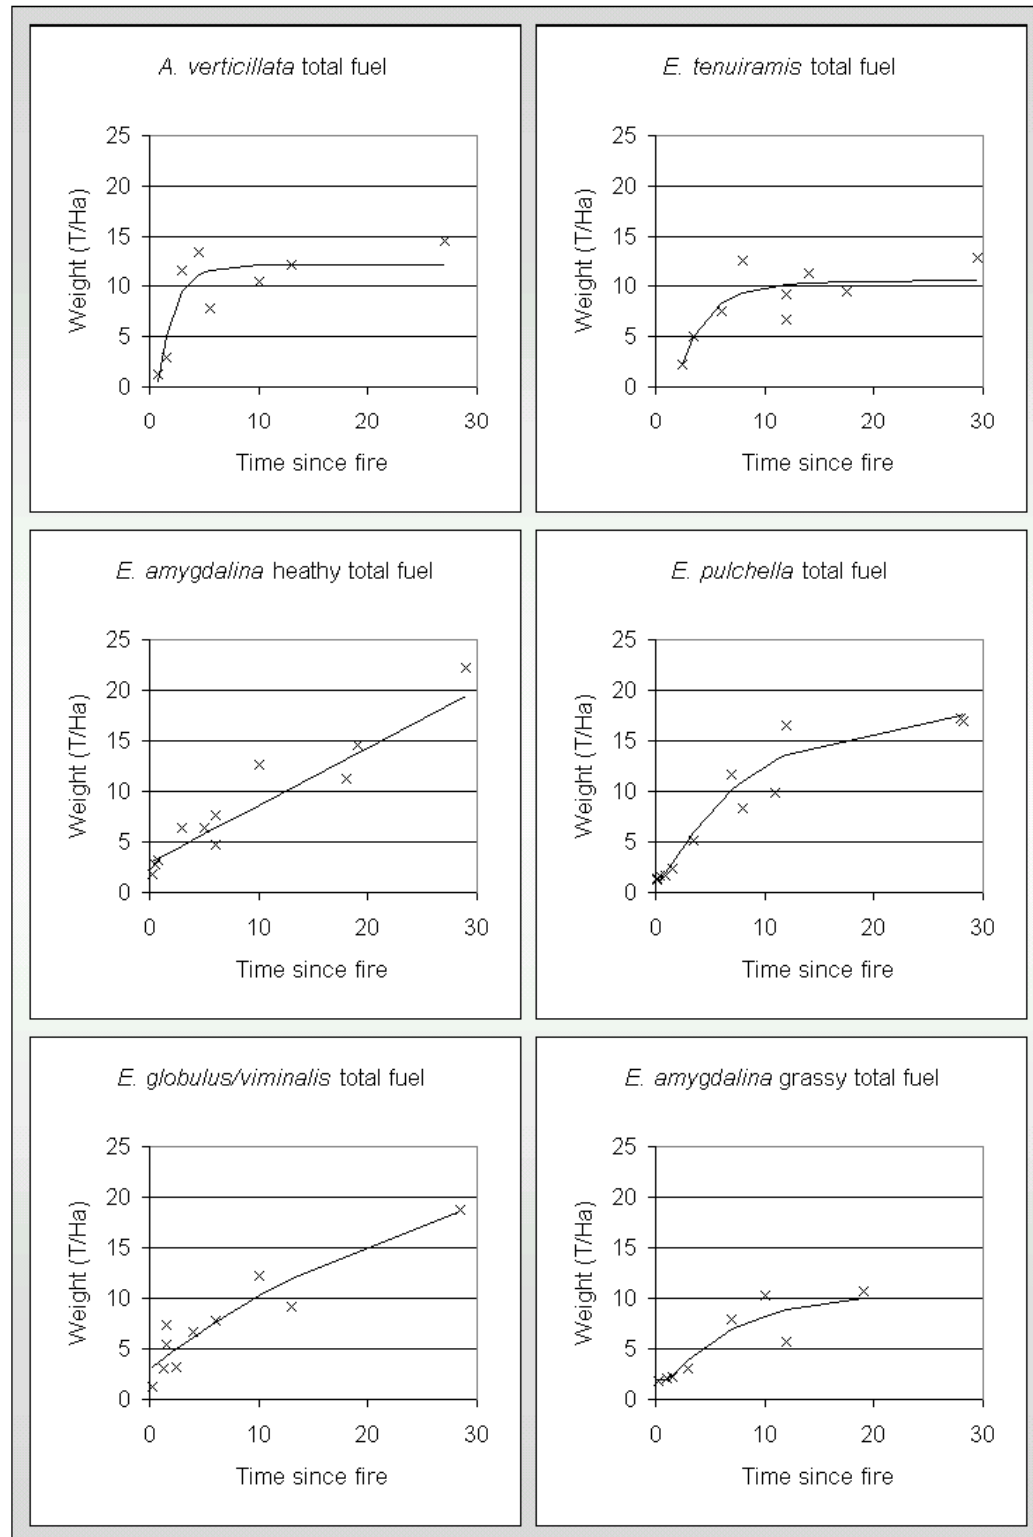 A. verticillata total fuel
25
20
15
10
5
0
Weight (T/Ha)
0 10 20 30
Time since fire
E. tenuiramis total fuel
25
20
15
10
5
0
Weight (T/Ha)
0 10 20 30
Time since fire
E. amygdalina heathy total fuel
25
20
15
10
5
0
Weight (T/Ha)
0 10 20 30
Time since fire
E. pulchella total fuel
25
20
15
10
5
0
Weight (T/Ha)
0 10 20 30
Time since fire
E. globulus/viminalis total fuel
25
20
15
10
5
0
Weight (T/Ha)
0 10 20 30
Time since fire
E. amygdalina grassy total fuel
25
20
15
10
5
0
Weight (T/Ha)
0 10 20 30
Time since fire